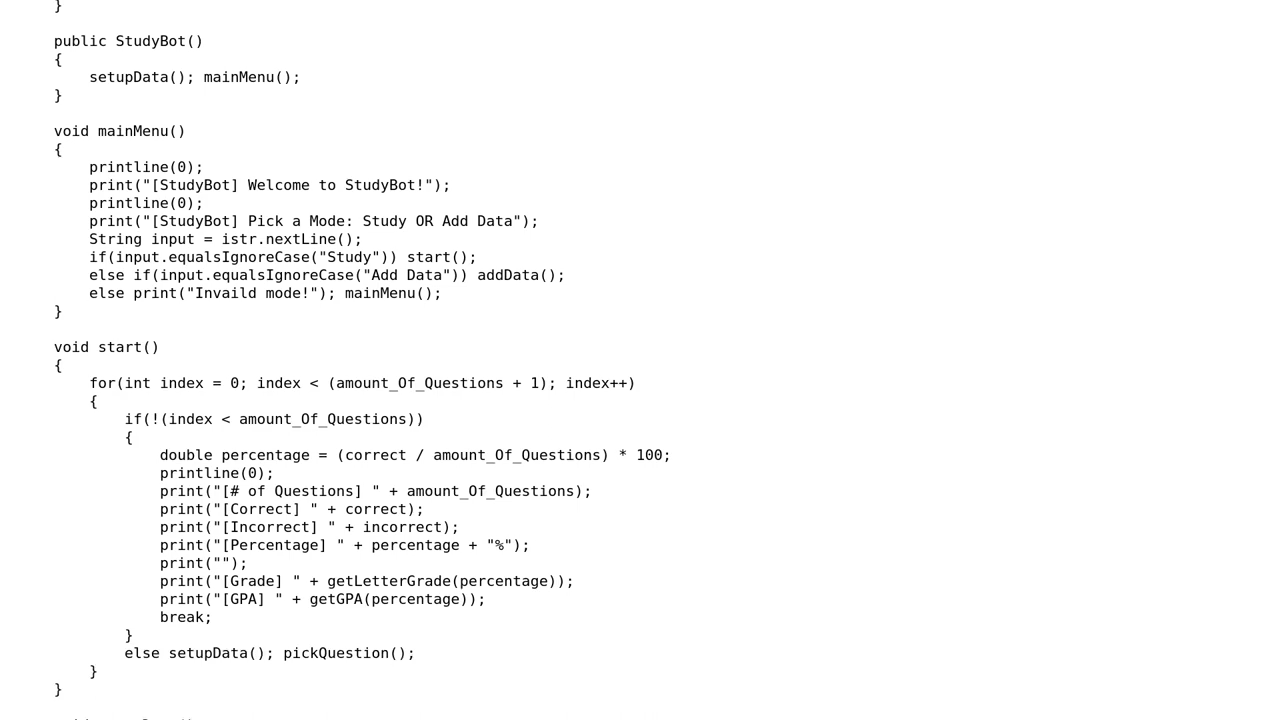 }
public StudyBot()
{
setupData(); mainMenu();
}
void mainMenu()
{
printline(0);
print("[StudyBot] Welcome to StudyBot!");
printline(0);
print("[StudyBot] Pick a Mode: Study OR Add Data");
String input = istr.nextLine();
if(input.equalsIgnoreCase("Study")) start();
else if(input.equalsIgnoreCase("Add Data")) addData();
else print("Invaild mode!"); mainMenu();
}
void start()
{
for(int index = 0; index < (amount_Of_Questions + 1); index++)
{
if(!(index < amount_Of_Questions))
{
double percentage = (correct / amount_Of_Questions) * 100;
printline(0);
print("[# of Questions] " + amount_Of_Questions);
print("[Correct] " + correct);
print("[Incorrect] " + incorrect);
print("[Percentage] " + percentage + "%");
print("");
print("[Grade] " + getLetterGrade(percentage));
print("[GPA] " + getGPA(percentage));
break;
}
else setupData(); pickQuestion();
}
}